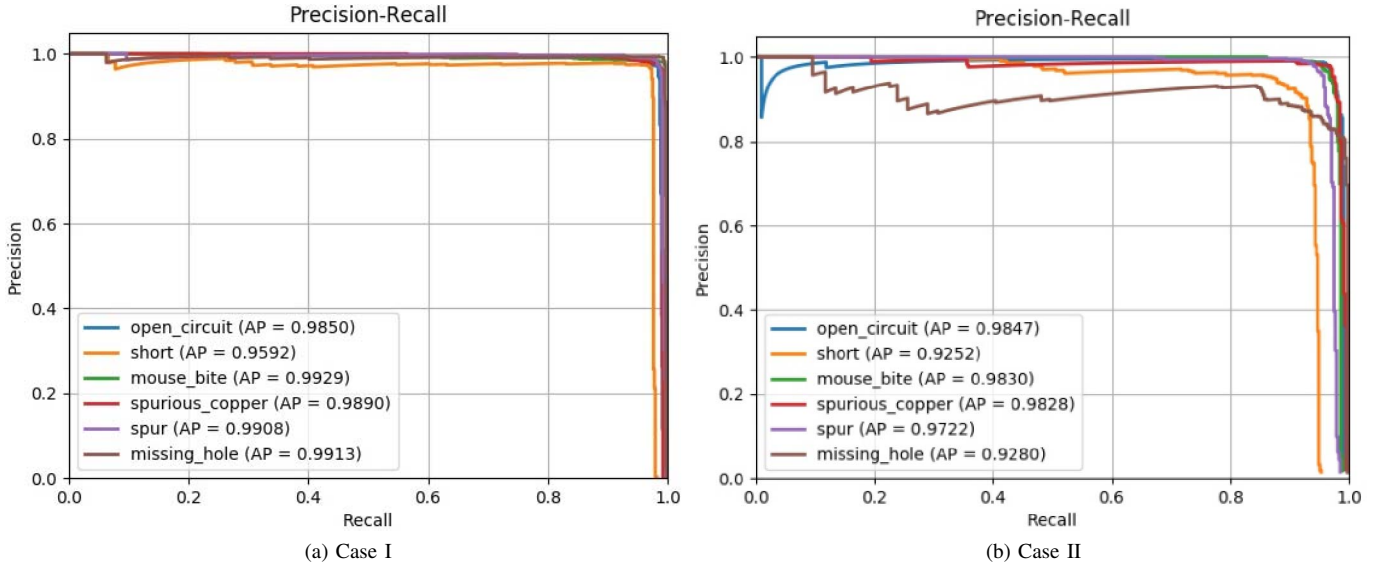 Precision-Recall
1.0
0.8
0.6
0.4
0.2
0.0
Precision
open_circuit (AP = 0.9850)
short (AP = 0.9592)
mouse_bite (AP = 0.9929)
spurious_copper (AP = 0.9890)
spur (AP = 0.9908)
missing_hole (AP = 0.9913)
0.0 0.2 0.4 0.6 0.8 1.0
Recall
(a) Case I
Precision-Recall
1.0
0.8
0.6
0.4
0.2
0.0
Precision
open_circuit (AP = 0.9847)
short (AP = 0.9252)
mouse_bite (AP = 0.9830)
spurious_copper (AP = 0.9828)
spur (AP = 0.9722)
missing_hole (AP = 0.9280)
0.0 0.2 0.4 0.6 0.8 1.0
Recall
(b) Case II